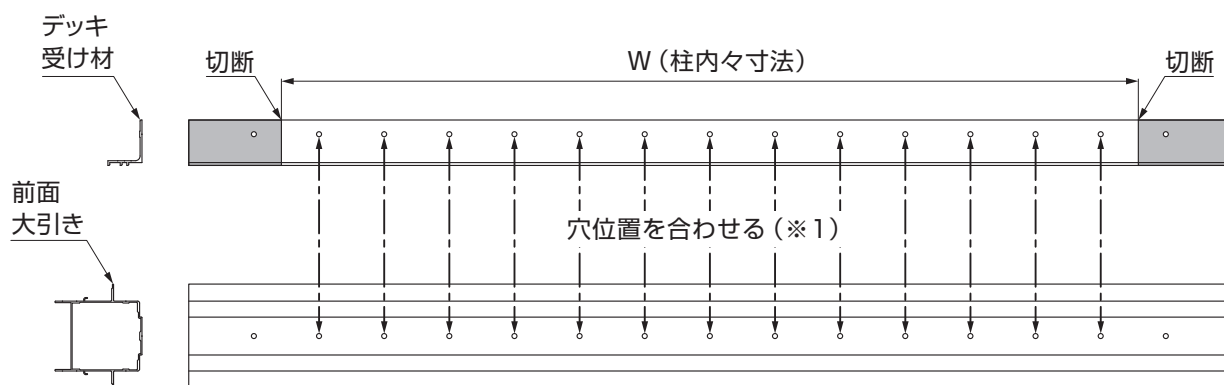 デッキ
受け材
切断
W（柱内々寸法）
切断
前面
大引き
穴位置を合わせる（※1）